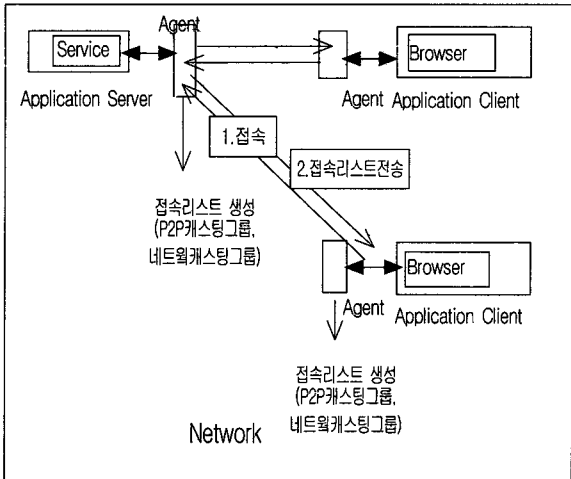 Agent
Service
Browser
Application Server
Agent Application Client
1.접속
2.접속리스트전송
접속리스트 생성
(P2P캐스팅그룹,
네트웍캐스팅그룹)
Browser
Agent Application Client
접속리스트 생성
(P2P캐스팅그룹,
네트웍캐스팅그룹)
Network